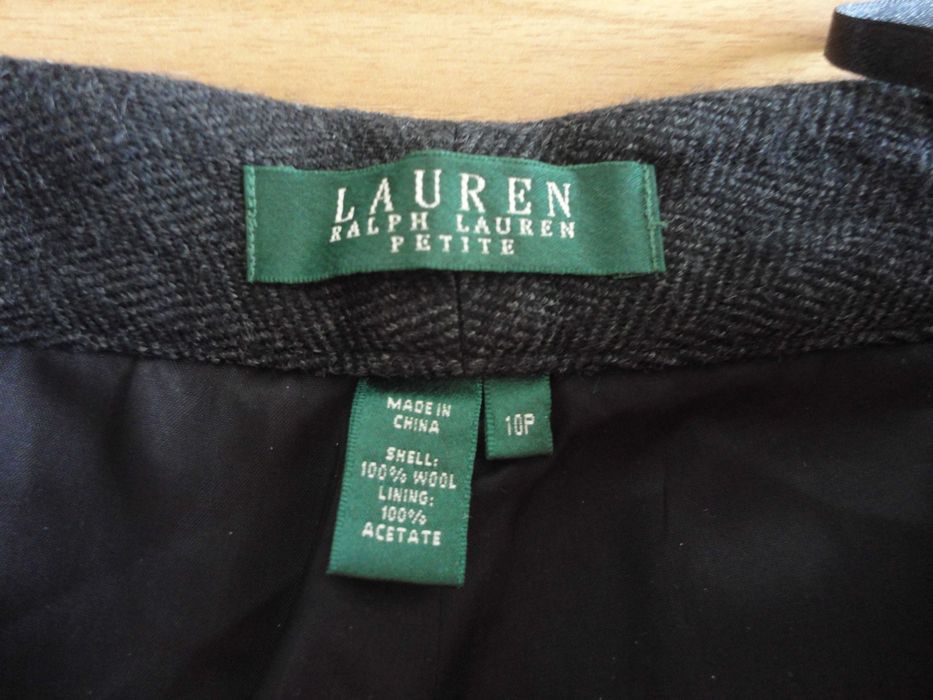 LAUREN
RALPH LAUREN
PETITE
MADE IN
CHINA
SHELL:
100% WOOL
LINING:
100%
ACETATE
10P